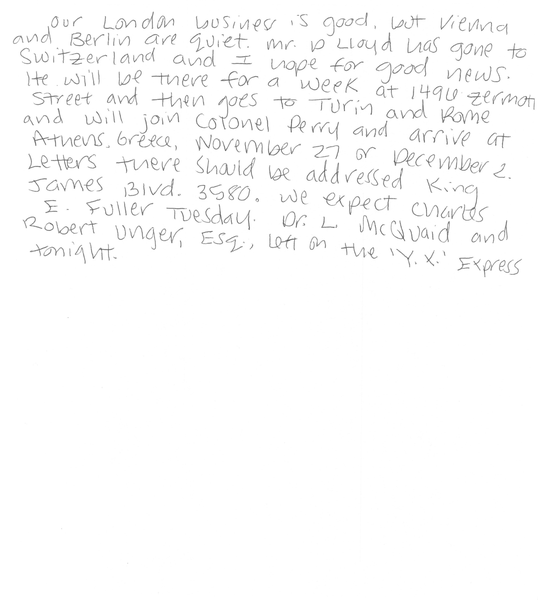 our London business is good, but Vienna
and Berlin are quiet. Mr. D Lloyd has gone to
Switzerland and I hope for good news.
He will be there for a week at 1496 Zermott
Street and then goes to Turin and Rome
and will join Colonel Perry and arrive at
Athens, Greece, November 27 or December 2.
Letters there should be addressed King
James Blvd. 3580. We expect Charles
E. Fuller Tuesday. Dr. L. McQuaid and
Robert Unger, Esq., left on the 'Y.X.' Express
tonight.